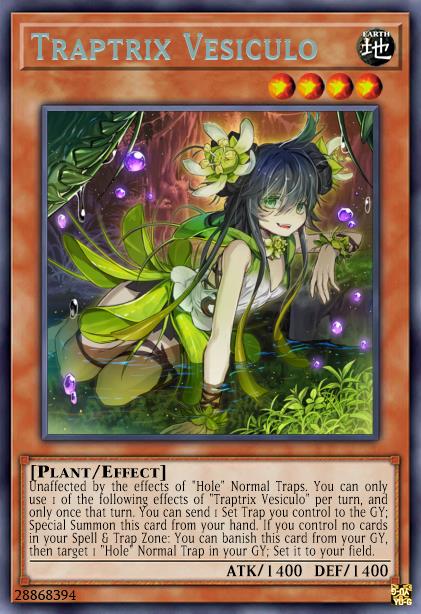 Traptrix Vesiculo
EARTH
地
[Plant/Effect]
Unaffected by the effects of "Hole" Normal Traps. You can only
use 1 of the following effects of "Traptrix Vesiculo" per turn, and
only once that turn. You can send 1 Set Trap you control to the GY;
Special Summon this card from your hand. If you control no cards
in your Spell & Trap Zone: You can banish this card from your GY,
then target 1 "Hole" Normal Trap in your GY; Set it to your field.
ATK/1400 DEF/1400
28868394